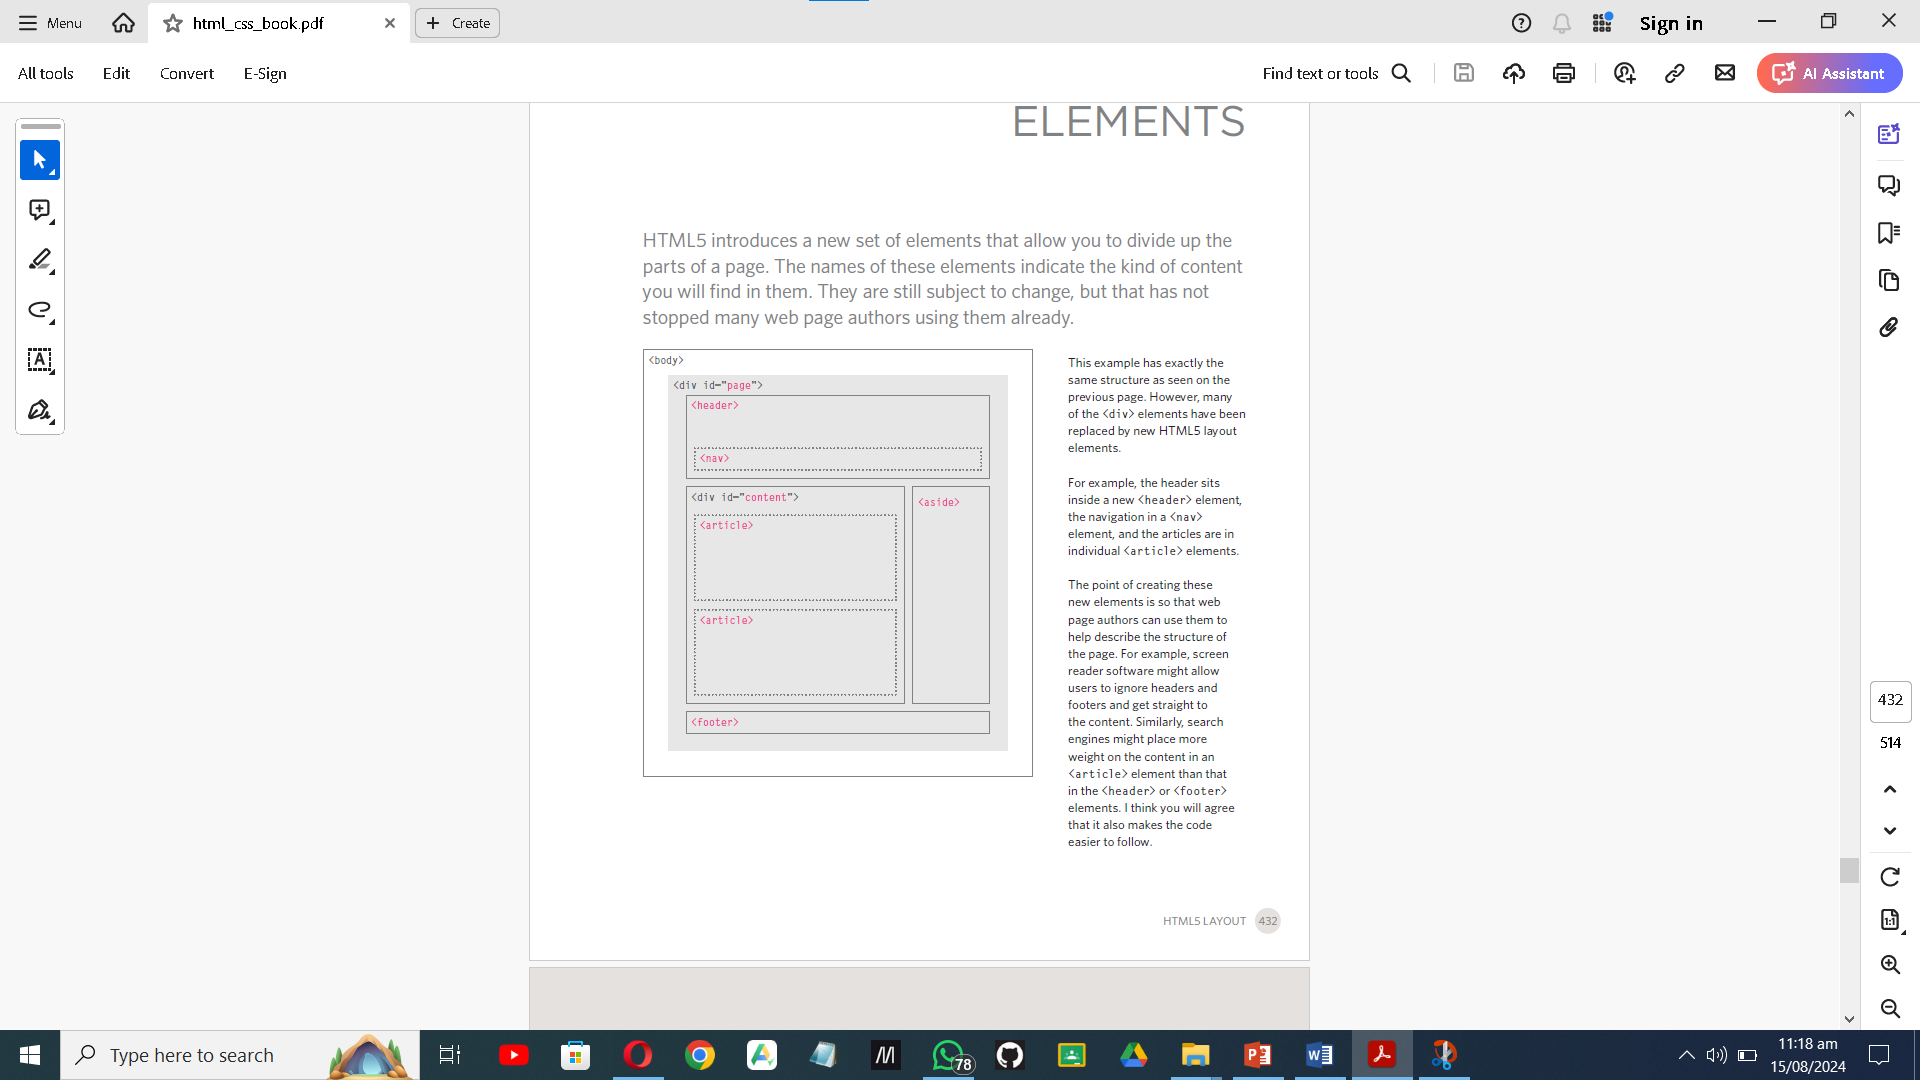 Menu
html_css_book.pdf
Create
Sign in
All tools
Edit
Convert
E-Sign
Find text or tools
AI Assistant
ELEMENTS
HTML5 introduces a new set of elements that allow you to divide up the
parts of a page. The names of these elements indicate the kind of content
you will find in them. They are still subject to change, but that has not
stopped many web page authors using them already.
<body>
<div id="page">
<header>
<nav>
<div id="content">
<article>
<article>
<aside>
<footer>
This example has exactly the
same structure as seen on the
previous page. However, many
of the <div> elements have been
replaced by new HTML5 layout
elements.
For example, the header sits
inside a new <header> element,
the navigation in a <nav>
element, and the articles are in
individual <article> elements.
The point of creating these
new elements is so that web
page authors can use them to
help describe the structure of
the page. For example, screen
reader software might allow
users to ignore headers and
footers and get straight to
the content. Similarly, search
engines might place more
weight on the content in an
<article> element than that
in the <header> or <footer>
elements. I think you will agree
that it also makes the code
easier to follow.
HTML5 LAYOUT 432
432
514
1:1
Type here to search
78
11:18 am
15/08/2024